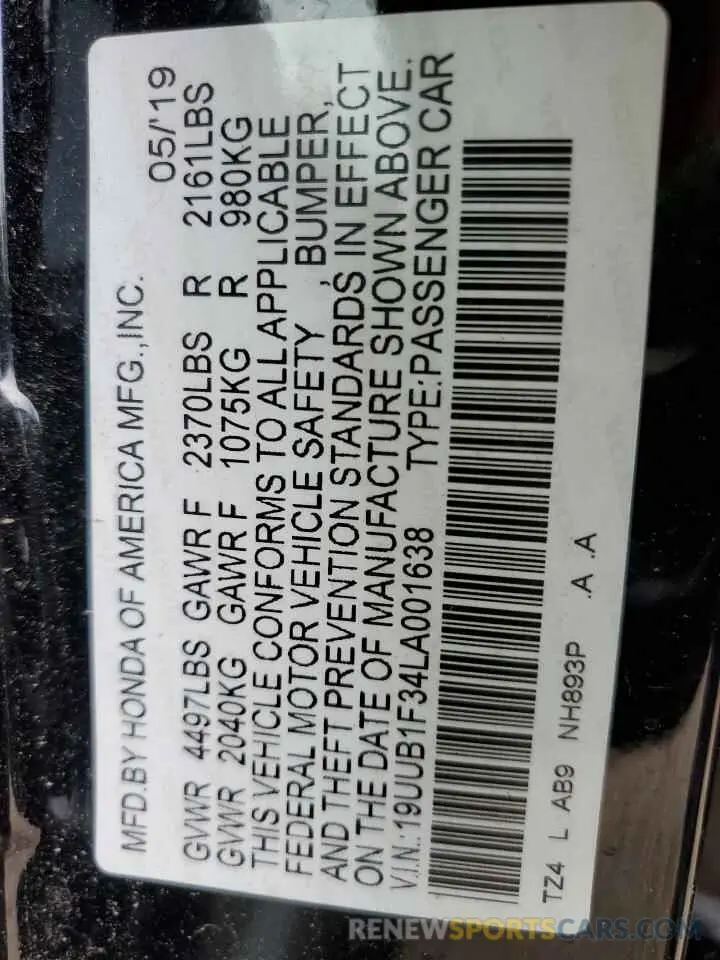 MFD.BY HONDA OF AMERICA MFG.,INC. 05/'19
GVWR 4497LBS GAWR F 2370LBS R 2161LBS
GVWR 2040KG GAWR F 1075KG R 980KG
THIS VEHICLE CONFORMS TO ALL APPLICABLE
FEDERAL MOTOR VEHICLE SAFETY , BUMPER,
AND THEFT PREVENTION STANDARDS IN EFFECT
ON THE DATE OF MANUFACTURE SHOWN ABOVE.
V.I.N.:19UUB1F34LA001638 TYPE:PASSENGER CAR
TZ4 L AB9 NH893P .A .A
RENEWSPORTSCARS.COM